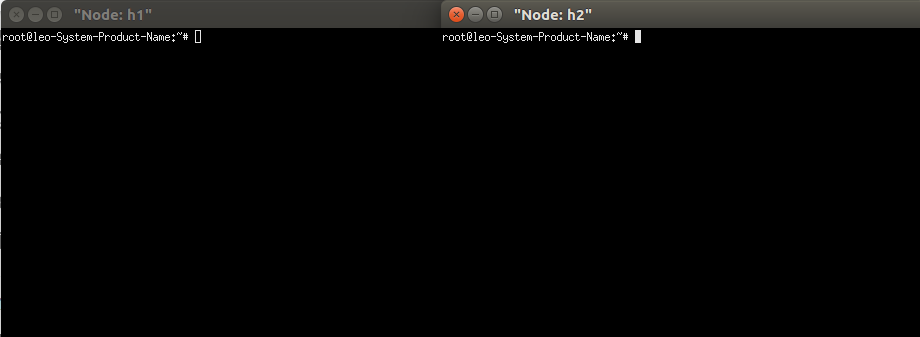 "Node: h1"
root@leo-System-Product-Name:~#
"Node: h2"
root@leo-System-Product-Name:~#